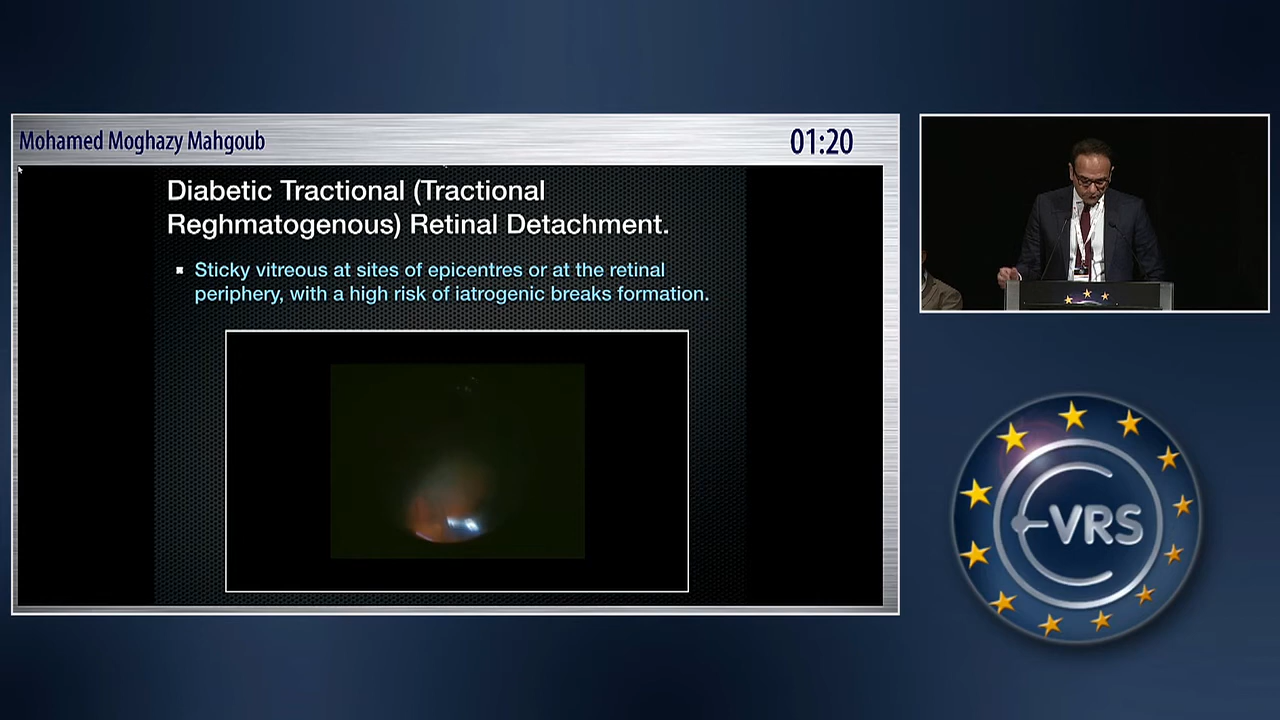 Mohamed Moghazy Mahgoub
01:20
Diabetic Tractional (Tractional
Reghmatogenous) Retinal Detachment.
Sticky vitreous at sites of epicentres or at the retinal
periphery, with a high risk of iatrogenic breaks formation.
VRS